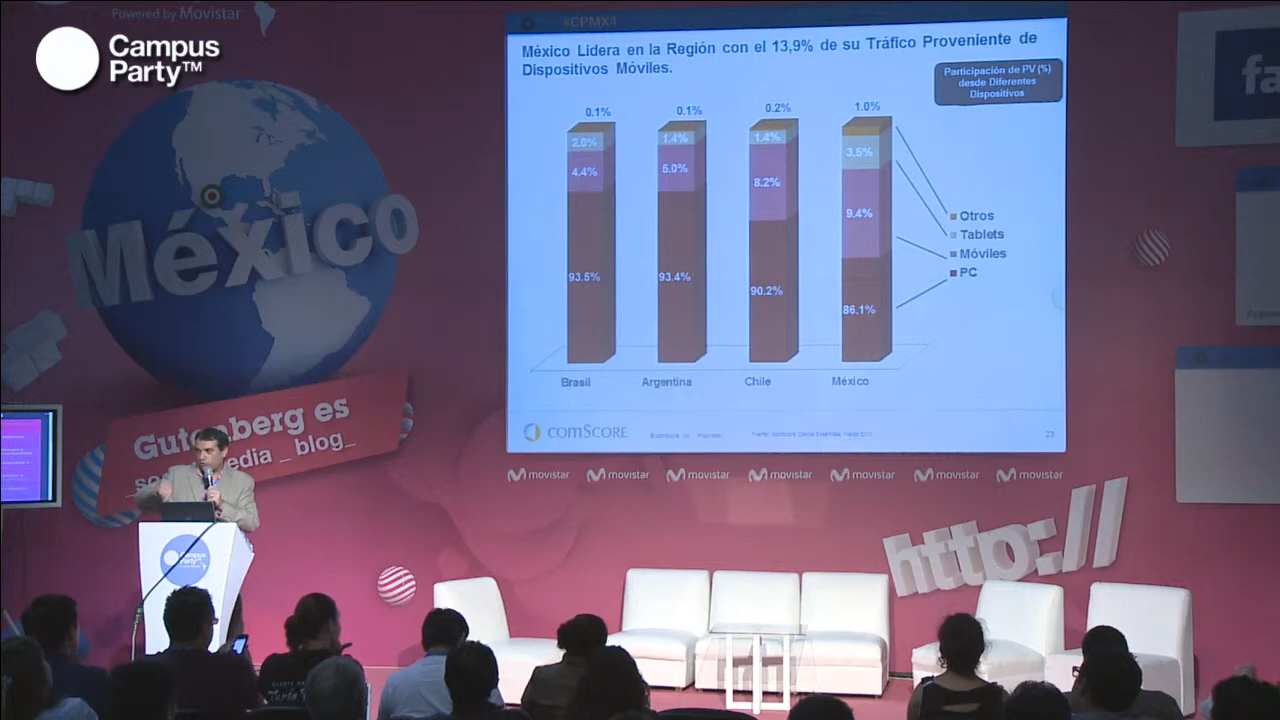 Powered by Movistar
Campus
Party™
México
Gutenberg es
_ blog_
#CPMX4
México Lidera en la Región con el 13,9% de su Tráfico Proveniente de
Dispositivos Móviles.
Participación de PV (%)
desde Diferentes
Dispositivos
0.1%
0.1%
0.2%
1.0%
2.0%
1.4%
1.4%
3.5%
4.4%
5.0%
8.2%
9.4%
93.5%
93.4%
90.2%
86.1%
Otros
Tablets
Móviles
PC
Brasil
Argentina
Chile
México
comScore
23
movistar
movistar
movistar
movistar
movistar
movistar
movistar
http://
Campus
Party™
fa